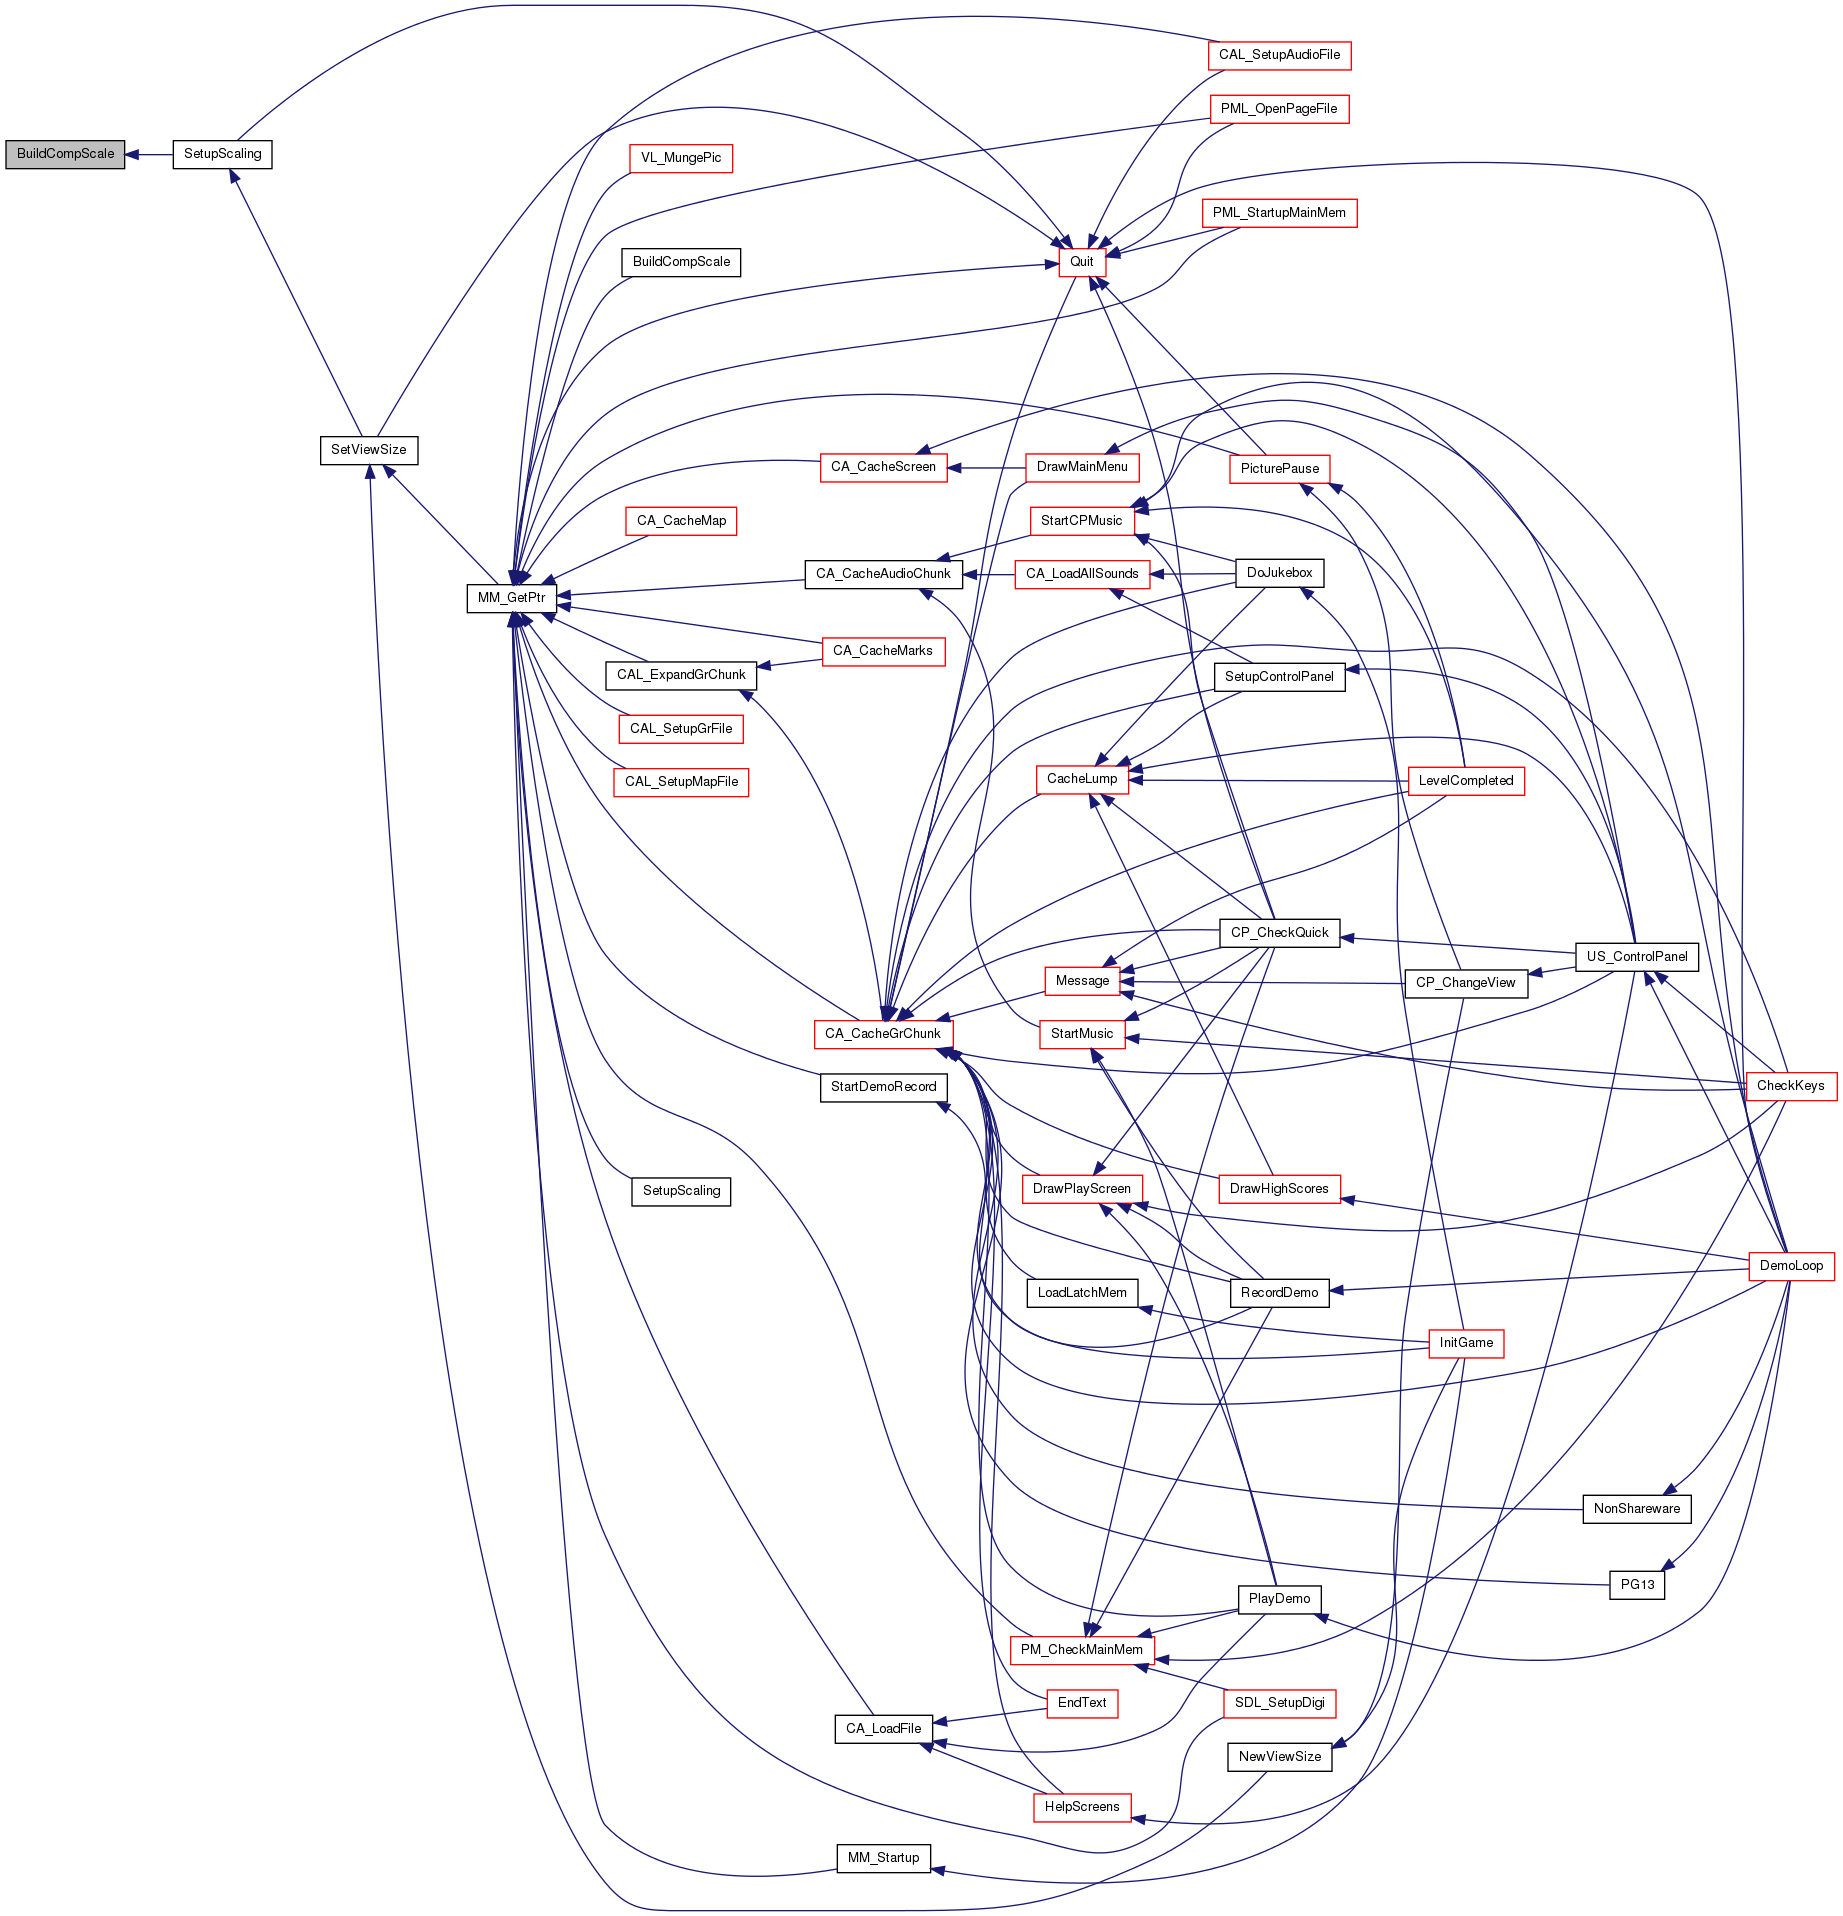 CAL_SetupAudioFile
PML_OpenPageFile
BuildCompScale
SetupScaling
VL_MungePic
PML_StartupMainMem
BuildCompScale
Quit
SetViewSize
CA_CacheScreen
DrawMainMenu
PicturePause
CA_CacheMap
StartCPMusic
MM_GetPtr
CA_CacheAudioChunk
CA_LoadAllSounds
DoJukebox
CA_CacheMarks
CAL_ExpandGrChunk
SetupControlPanel
CAL_SetupGrFile
CAL_SetupMapFile
CacheLump
LevelCompleted
CP_CheckQuick
US_ControlPanel
Message
CP_ChangeView
CA_CacheGrChunk
StartMusic
StartDemoRecord
CheckKeys
SetupScaling
DrawPlayScreen
DrawHighScores
DemoLoop
LoadLatchMem
RecordDemo
InitGame
NonShareware
PG13
PlayDemo
PM_CheckMainMem
EndText
SDL_SetupDigi
CA_LoadFile
NewViewSize
HelpScreens
MM_Startup